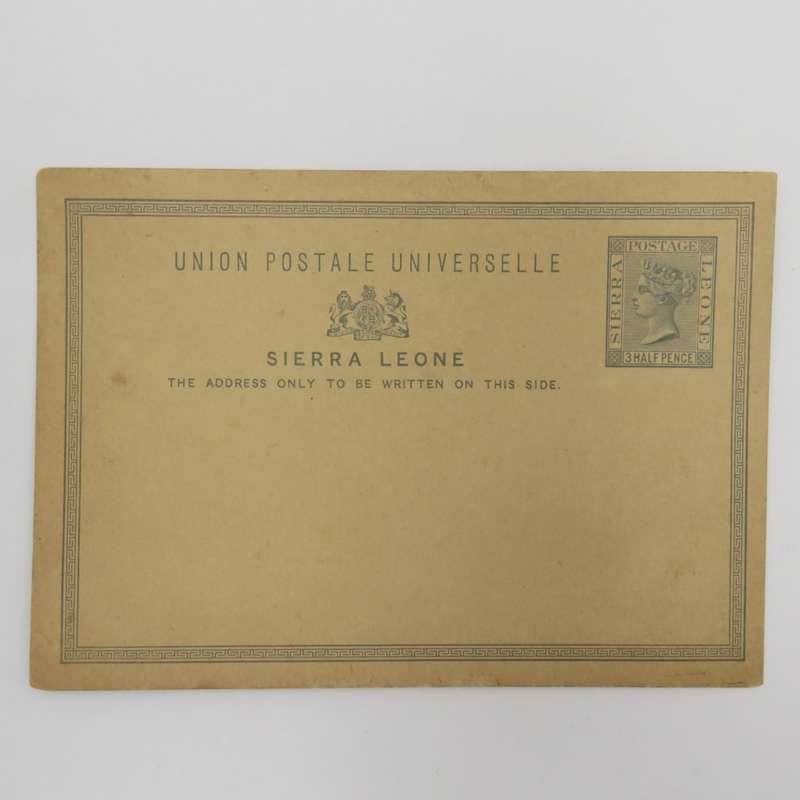 UNION POSTALE UNIVERSELLE
SIERRA LEONE
THE ADDRESS ONLY TO BE WRITTEN ON THIS SIDE.
SIERRA
POSTAGE
LEONE
3 HALF PENCE